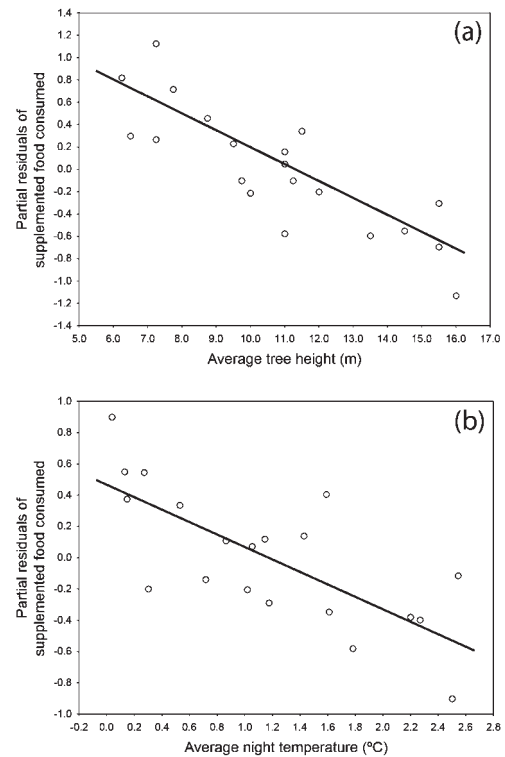 (a)
Partial residuals of
supplemented food consumed
1.4
1.2
1.0
0.8
0.6
0.4
0.2
0.0
-0.2
-0.4
-0.6
-0.8
-1.0
-1.2
-1.4
5.0 6.0 7.0 8.0 9.0 10.0 11.0 12.0 13.0 14.0 15.0 16.0 17.0
Average tree height (m)
(b)
Partial residuals of
supplemented food consumed
1.0
0.8
0.6
0.4
0.2
0.0
-0.2
-0.4
-0.6
-0.8
-1.0
-0.2 0.0 0.2 0.4 0.6 0.8 1.0 1.2 1.4 1.6 1.8 2.0 2.2 2.4 2.6 2.8
Average night temperature (ºC)